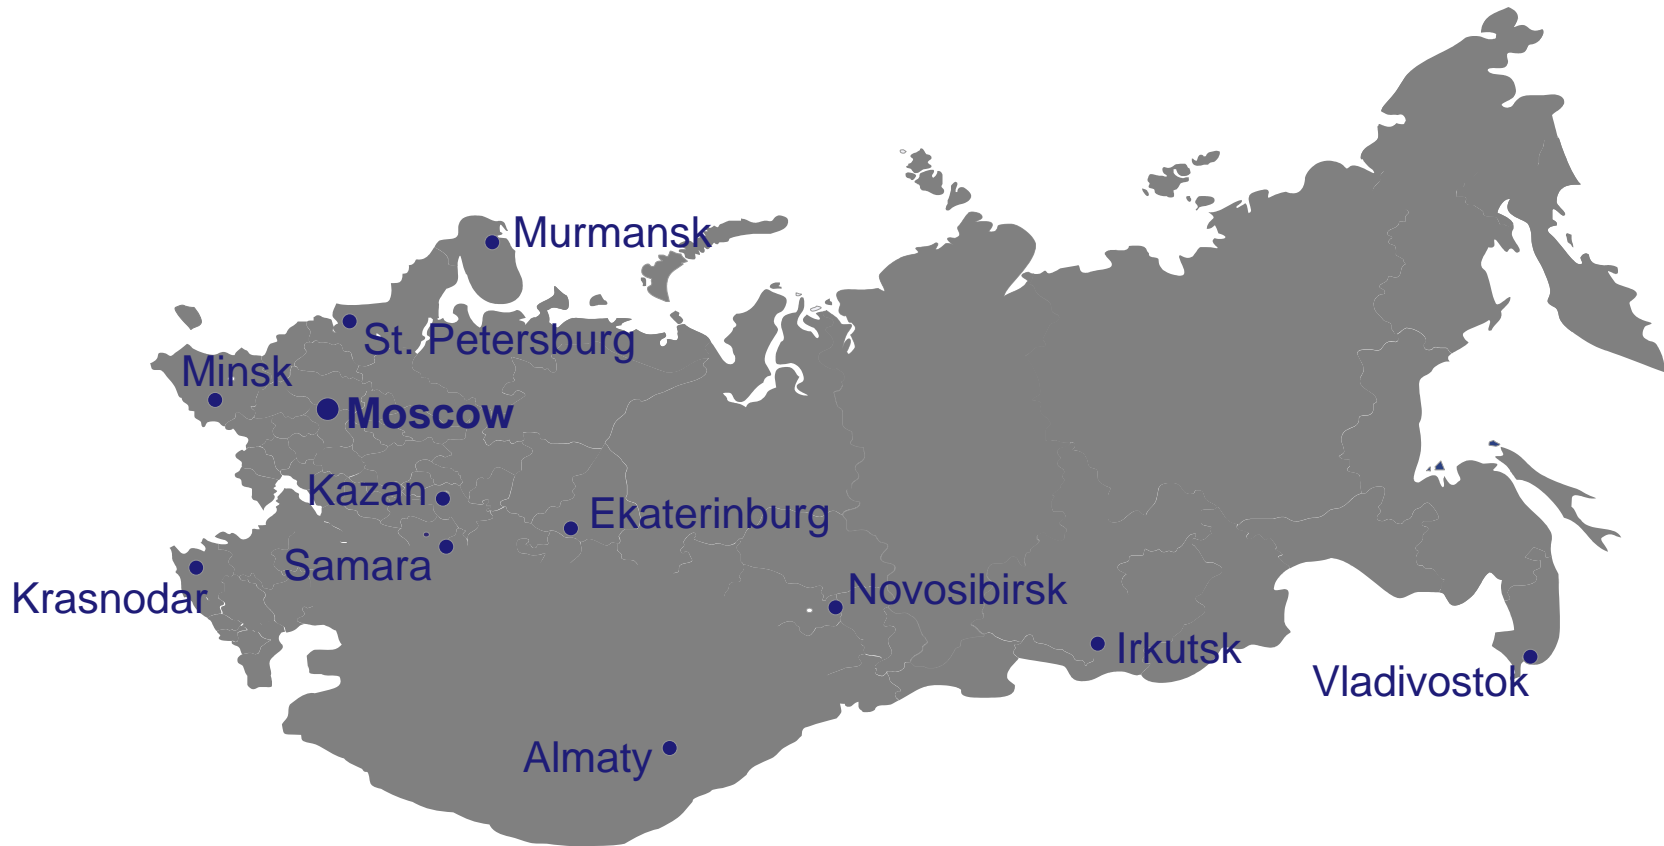 Murmansk
St. Petersburg
Minsk
Moscow
Kazan
Ekaterinburg
Samara
Krasnodar
Novosibirsk
Irkutsk
Vladivostok
Almaty